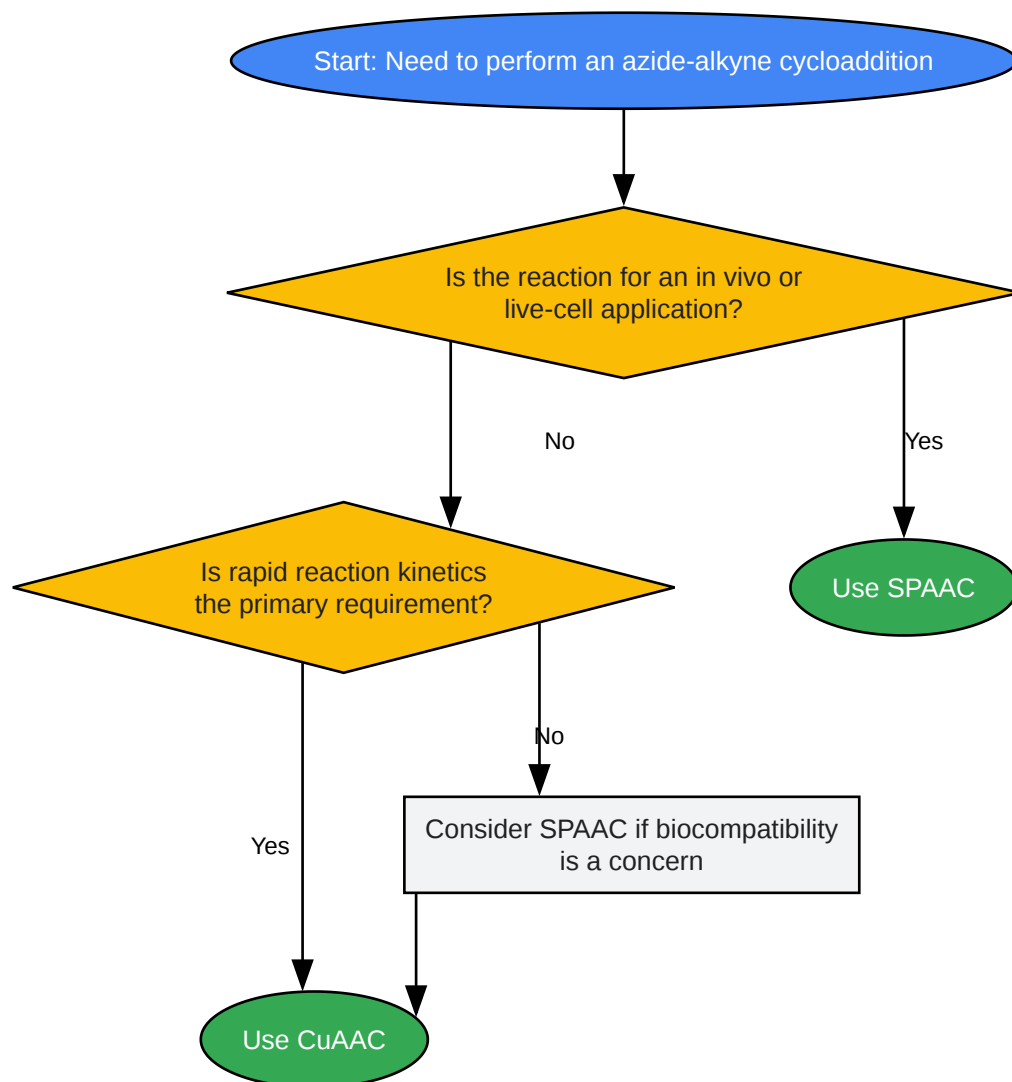 Start: Need to perform an azide-alkyne cycloaddition
Is the reaction for an in vivo or
live-cell application?
No
Yes
Is rapid reaction kinetics
the primary requirement?
Use SPAAC
No
Consider SPAAC if biocompatibility
is a concern
Yes
Use CuAAC